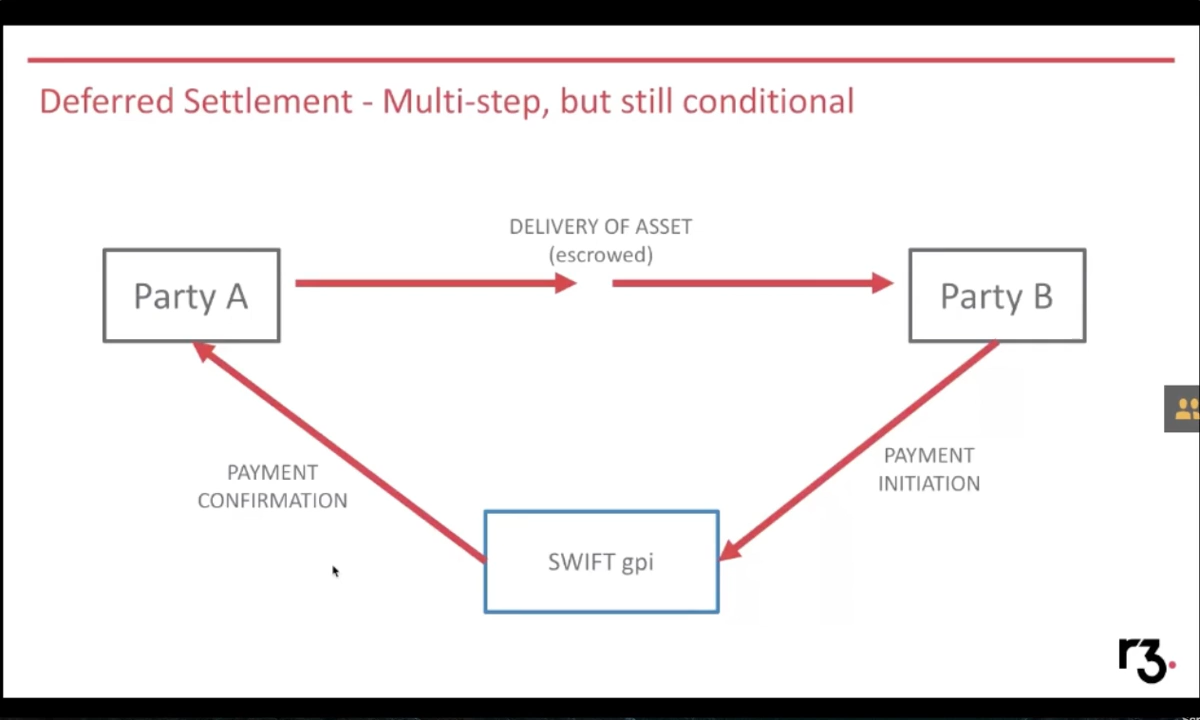 Deferred Settlement - Multi-step, but still conditional
DELIVERY OF ASSET
(escrowed)
Party A
Party B
PAYMENT
CONFIRMATION
PAYMENT
INITIATION
SWIFT gpi
r3.